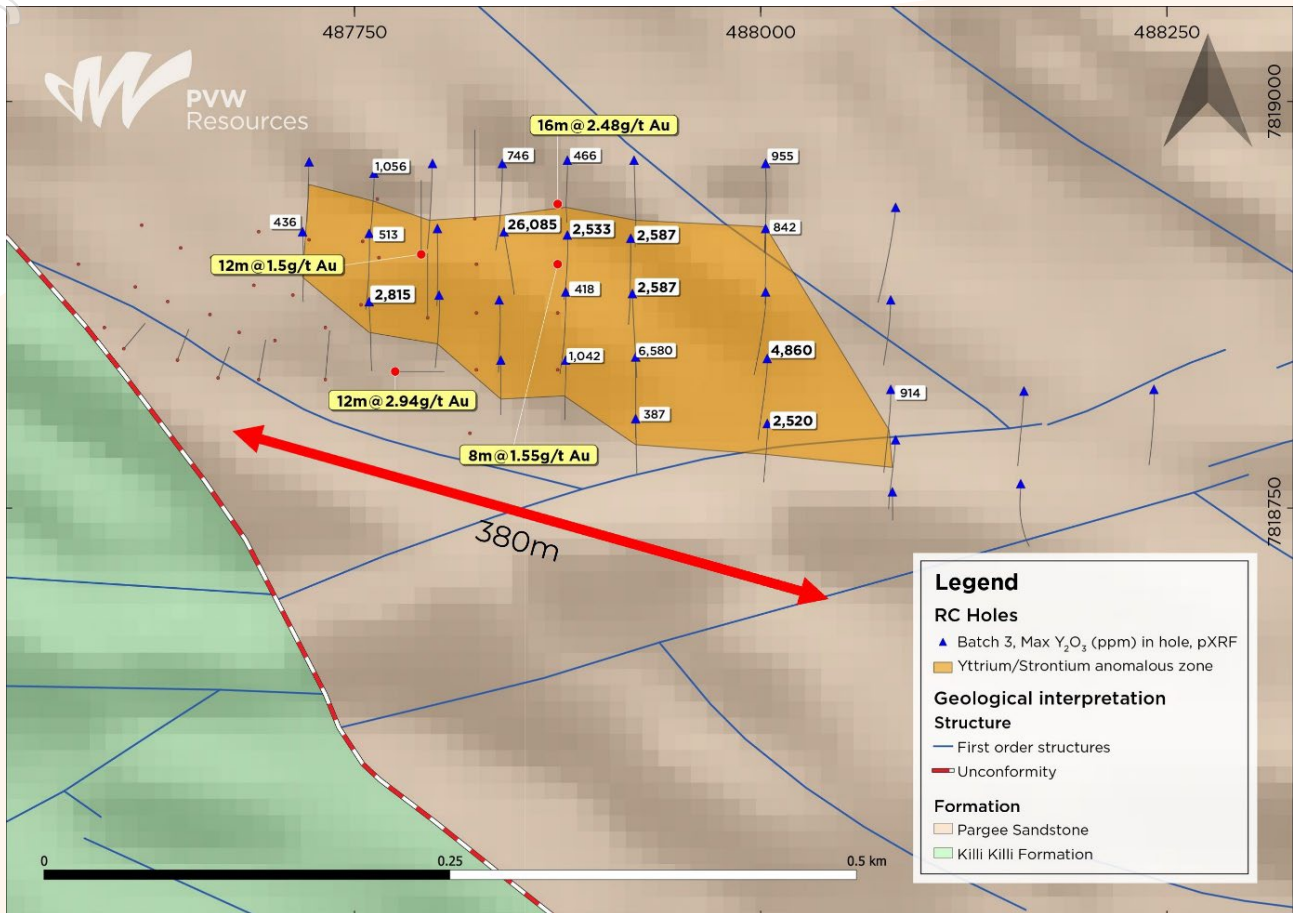 487750
488000
488250
PVW
Resources
7819000
16m@2.48g/t Au
1,056
746
466
955
436
513
26,085
2,533
2,587
842
12m@1.5g/t Au
2,815
418
2,587
1,042
6,580
4,860
12m@2.94g/t Au
914
387
2,520
8m@1.55g/t Au
7818750
380m
Legend
RC Holes
Batch 3, Max Y₂O₃ (ppm) in hole, pXRF
Yttrium/Strontium anomalous zone
Geological interpretation
Structure
First order structures
Unconformity
Formation
Pargee Sandstone
Killi Killi Formation
0
0.25
0.5 km